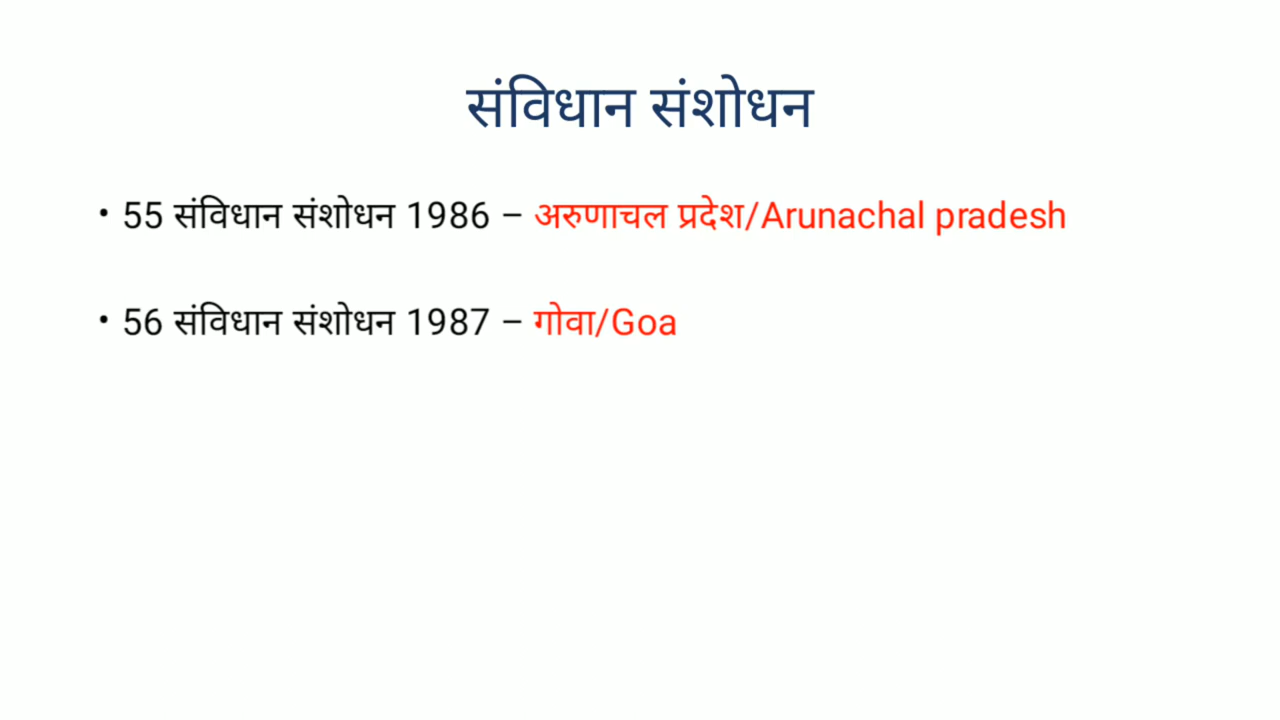 संविधान संशोधन
• 55 संविधान संशोधन 1986 – अरुणाचल प्रदेश/Arunachal pradesh
• 56 संविधान संशोधन 1987 – गोवा/Goa